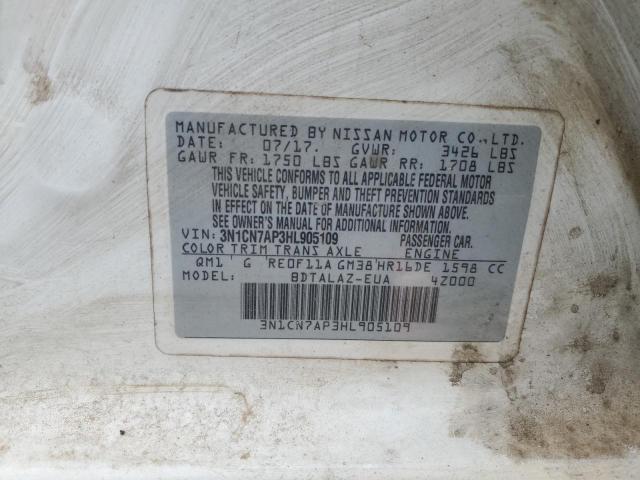 MANUFACTURED BY NISSAN MOTOR CO.,LTD.
DATE: 07/17. GVWR: 3426 LBS
GAWR FR: 1750 LBS GAWR RR: 1708 LBS
THIS VEHICLE CONFORMS TO ALL APPLICABLE FEDERAL MOTOR
VEHICLE SAFETY, BUMPER AND THEFT PREVENTION STANDARDS
IN EFFECT ON THE DATE OF MANUFACTURE SHOWN ABOVE.
SEE OWNER'S MANUAL FOR ADDITIONAL INFORMATION.
VIN: 3N1CN7AP3HL905109 PASSENGER CAR.
COLOR TRIM TRANS AXLE ENGINE
QM1 G RE0F11A GM38 HR16DE 1598 CC
MODEL: BDTALAZ-EUA 4Z000
3N1CN7AP3HL905109